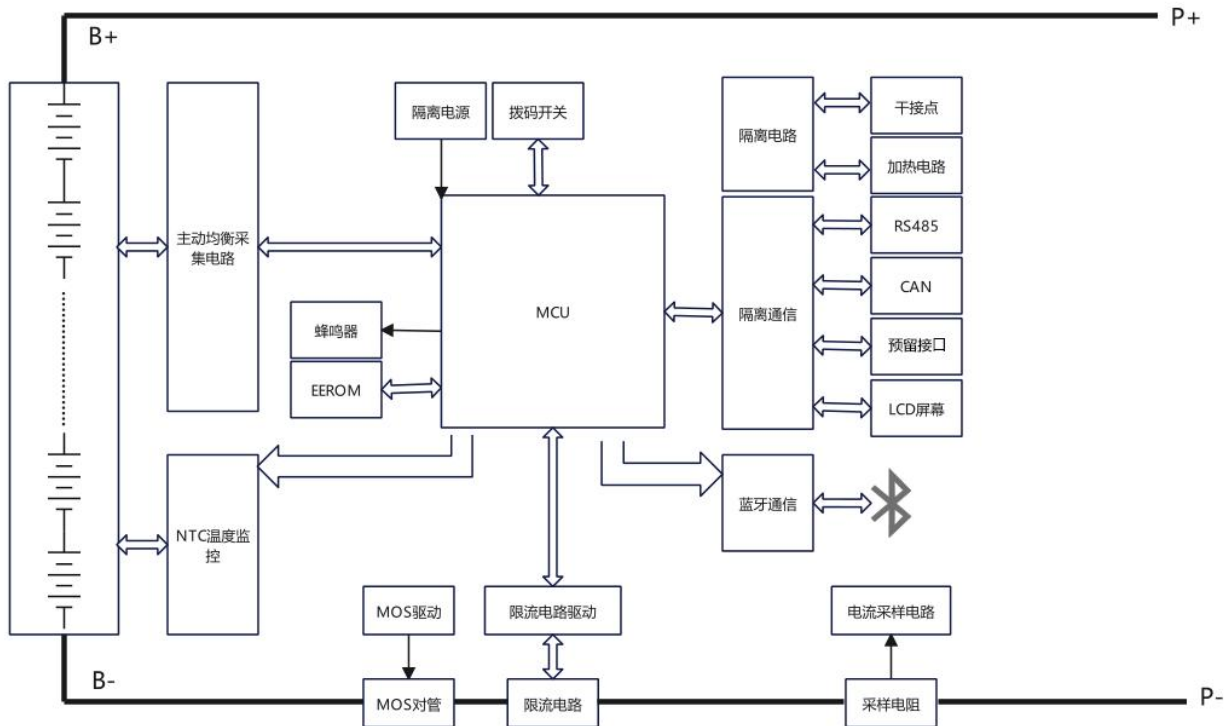 P+
B+
隔离电源
拨码开关
隔离电路
干接点
加热电路
主动均衡采
集电路
RS485
CAN
MCU
隔离通信
蜂鸣器
预留接口
EEROM
LCD屏幕
NTC温度监
控
蓝牙通信
MOS驱动
限流电路驱动
电流采样电路
B-
MOS对管
限流电路
采样电阻
P-